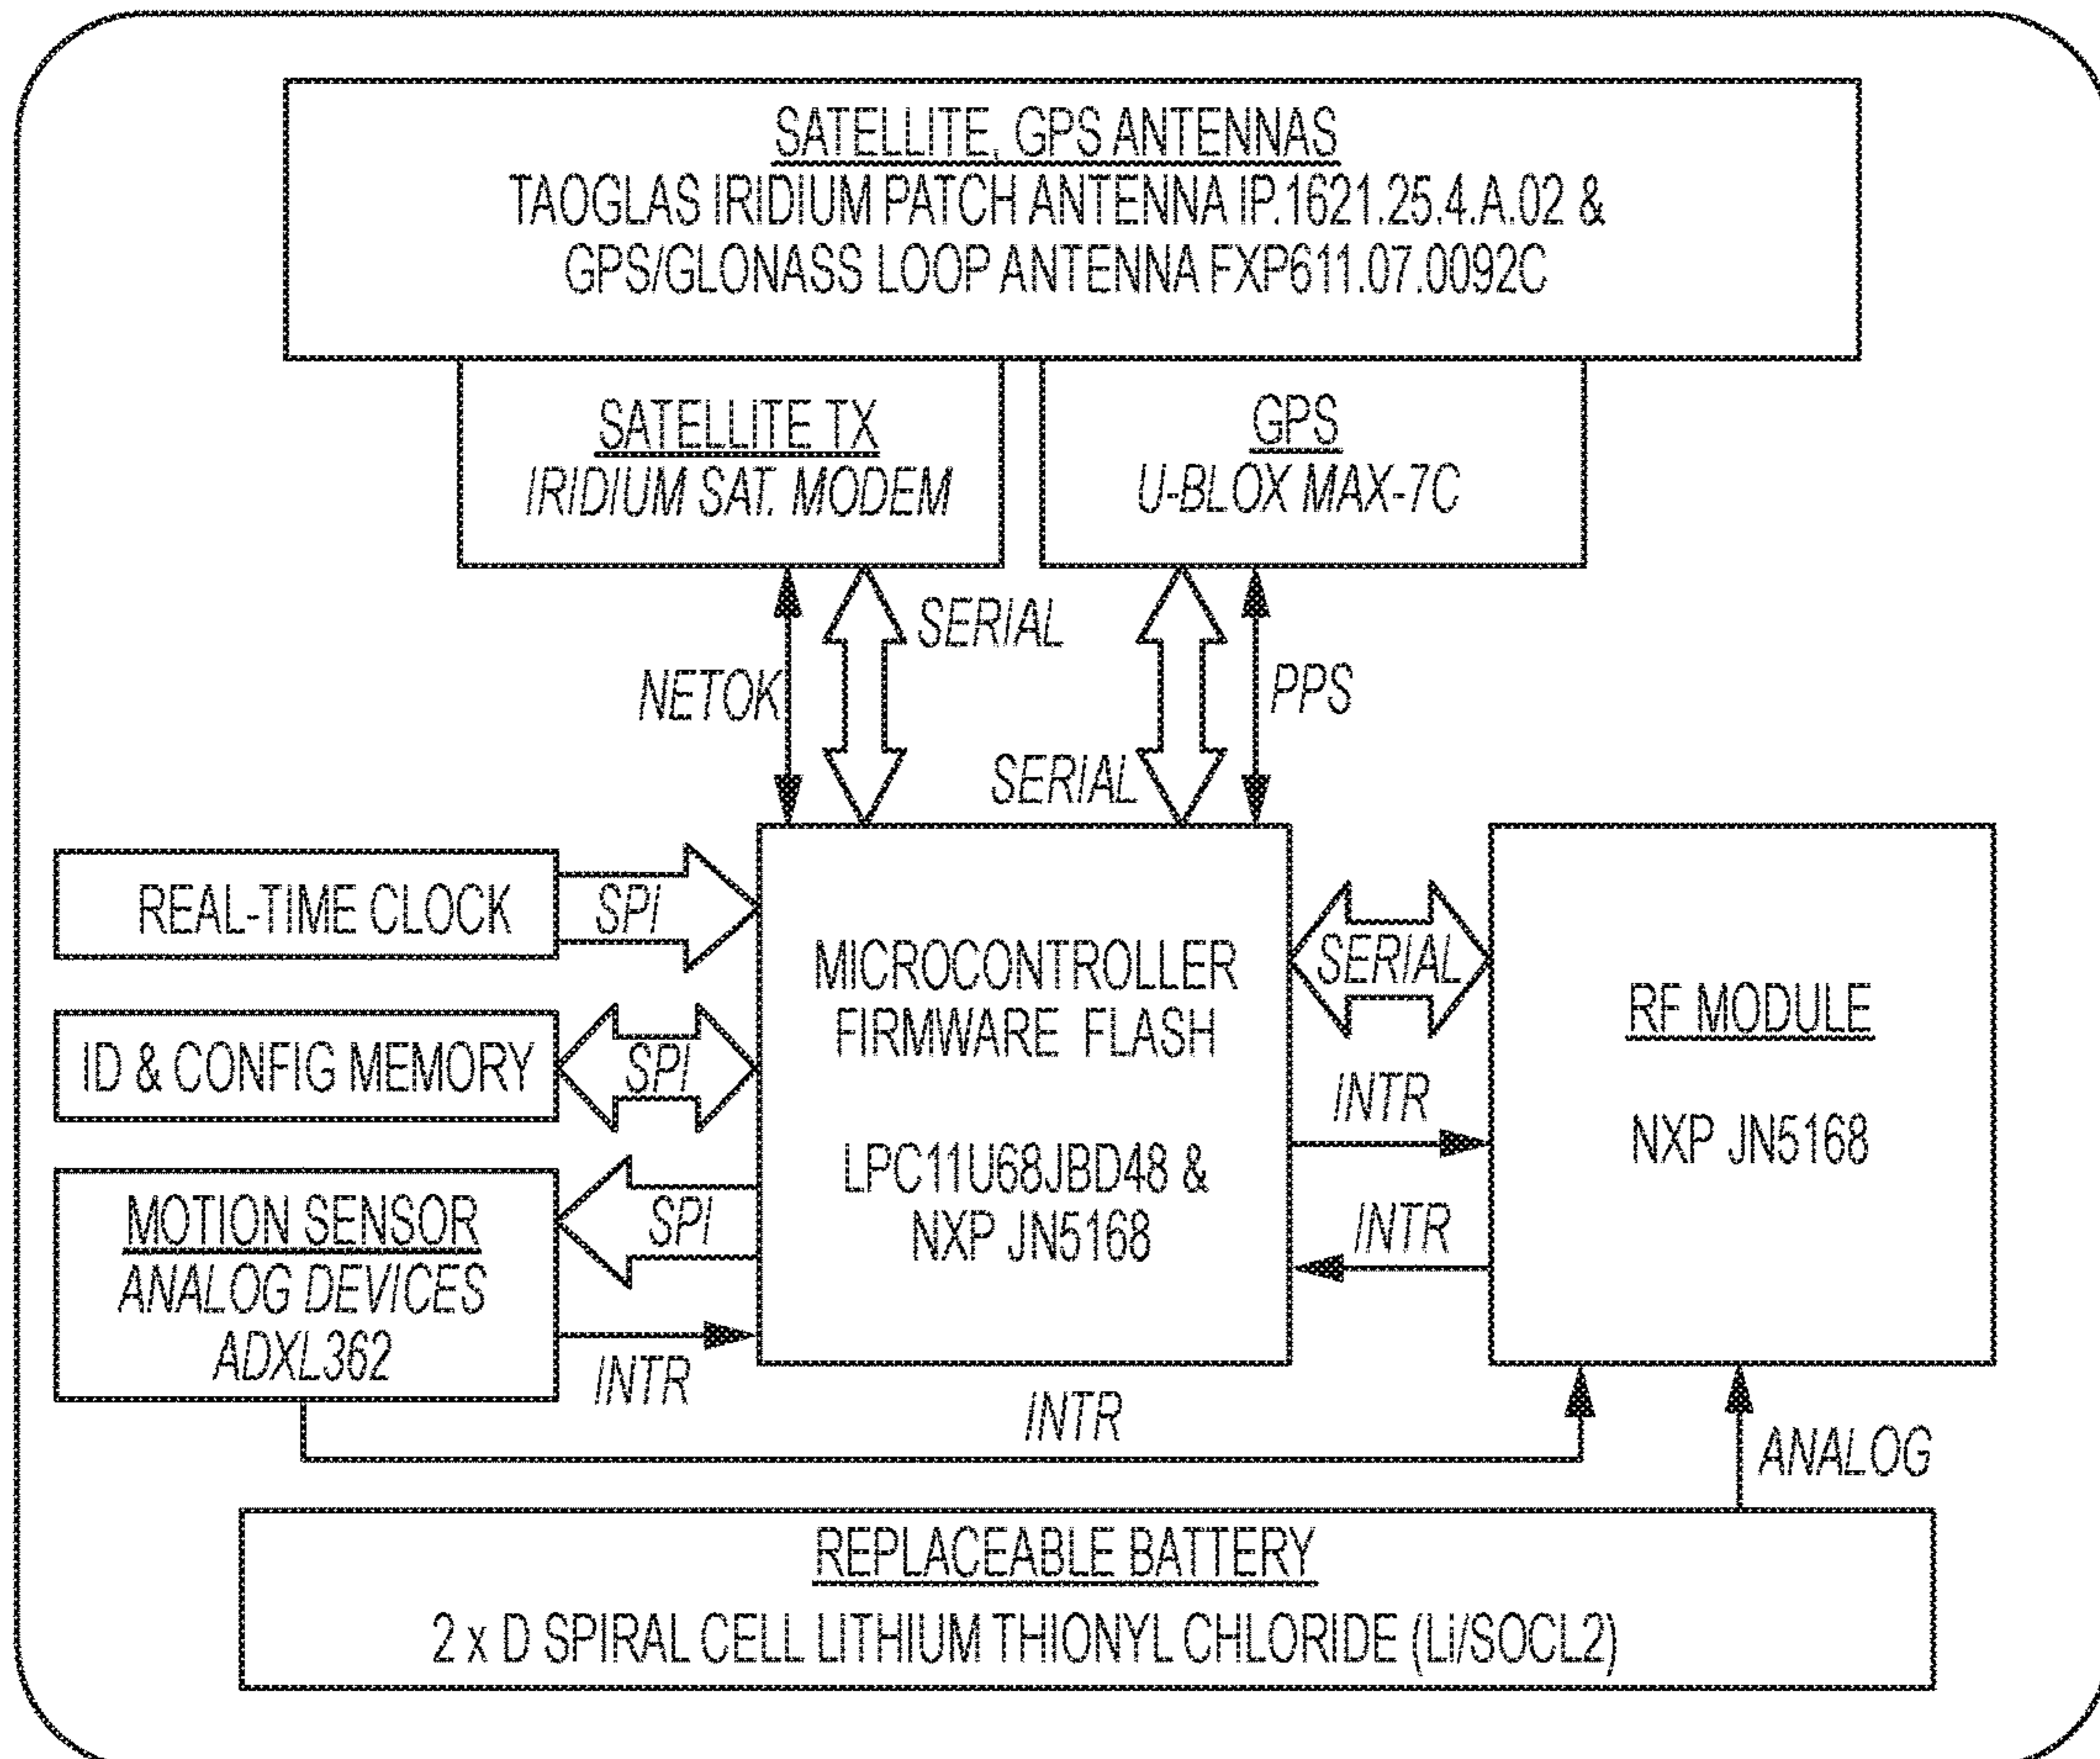 SATELLITE, GPS ANTENNAS
TAOGLAS IRIDIUM PATCH ANTENNA IP.1621.25.4.A.02 &
GPS/GLONASS LOOP ANTENNA FXP611.07.0092C
SATELLITE TX
IRIDIUM SAT. MODEM
GPS
U-BLOX MAX-7C
SERIAL
NETOK
PPS
SERIAL
REAL-TIME CLOCK
SPI
ID & CONFIG MEMORY
SPI
MOTION SENSOR
ANALOG DEVICES
ADXL362
SPI
INTR
MICROCONTROLLER
FIRMWARE FLASH
LPC11U68JBD48 &
NXP JN5168
SERIAL
INTR
INTR
RF MODULE
NXP JN5168
INTR
ANALOG
REPLACEABLE BATTERY
2 x D SPIRAL CELL LITHIUM THIONYL CHLORIDE (Li/SOCL2)